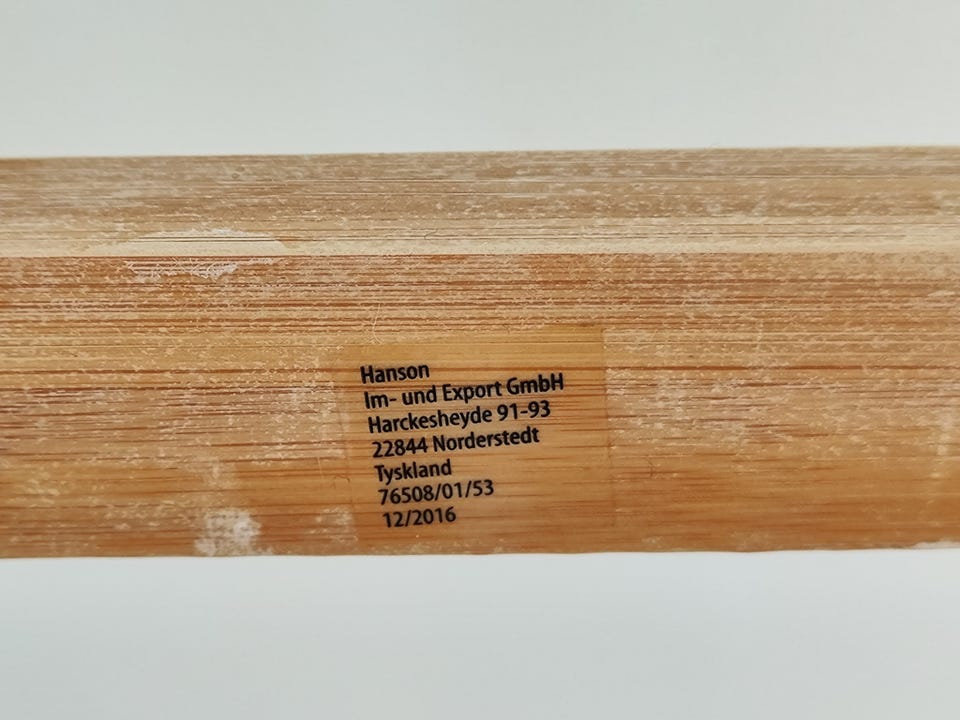 Hanson
Im- und Export GmbH
Harckesheyde 91-93
22844 Norderstedt
Tyskland
76508/01/53
12/2016